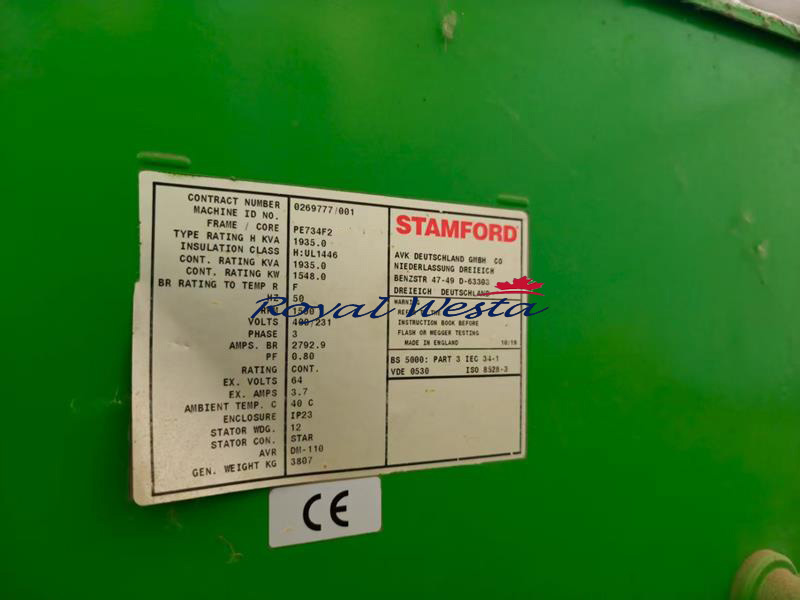 CONTRACT NUMBER
MACHINE ID NO. 0269777/001
FRAME / CORE PE734F2
TYPE RATING H KVA 1935.0
INSULATION CLASS H:UL1446
CONT. RATING KVA 1935.0
CONT. RATING KW 1548.0
BR RATING TO TEMP R F
HZ 50
1500
VOLTS 400/231
PHASE 3
AMPS. BR 2792.9
PF 0.80
RATING CONT.
EX. VOLTS 64
EX. AMPS 3.7
AMBIENT TEMP. C 40 C
ENCLOSURE IP23
STATOR WDG. 12
STATOR CON. STAR
AVR DM-110
GEN. WEIGHT KG 3807
STAMFORD
AVK DEUTSCHLAND GMBH CO
NIEDERLASSUNG DREIEICH
BENZSTR 47-49 D-63303
DREIEICH DEUTSCHLAND
INSTRUCTION BOOK BEFORE
FLASH OR MEGGER TESTING
MADE IN ENGLAND 10:19
BS 5000: PART 3 IEC 34-1
VDE 0530 ISO 8528-3
CE
Royal Westa